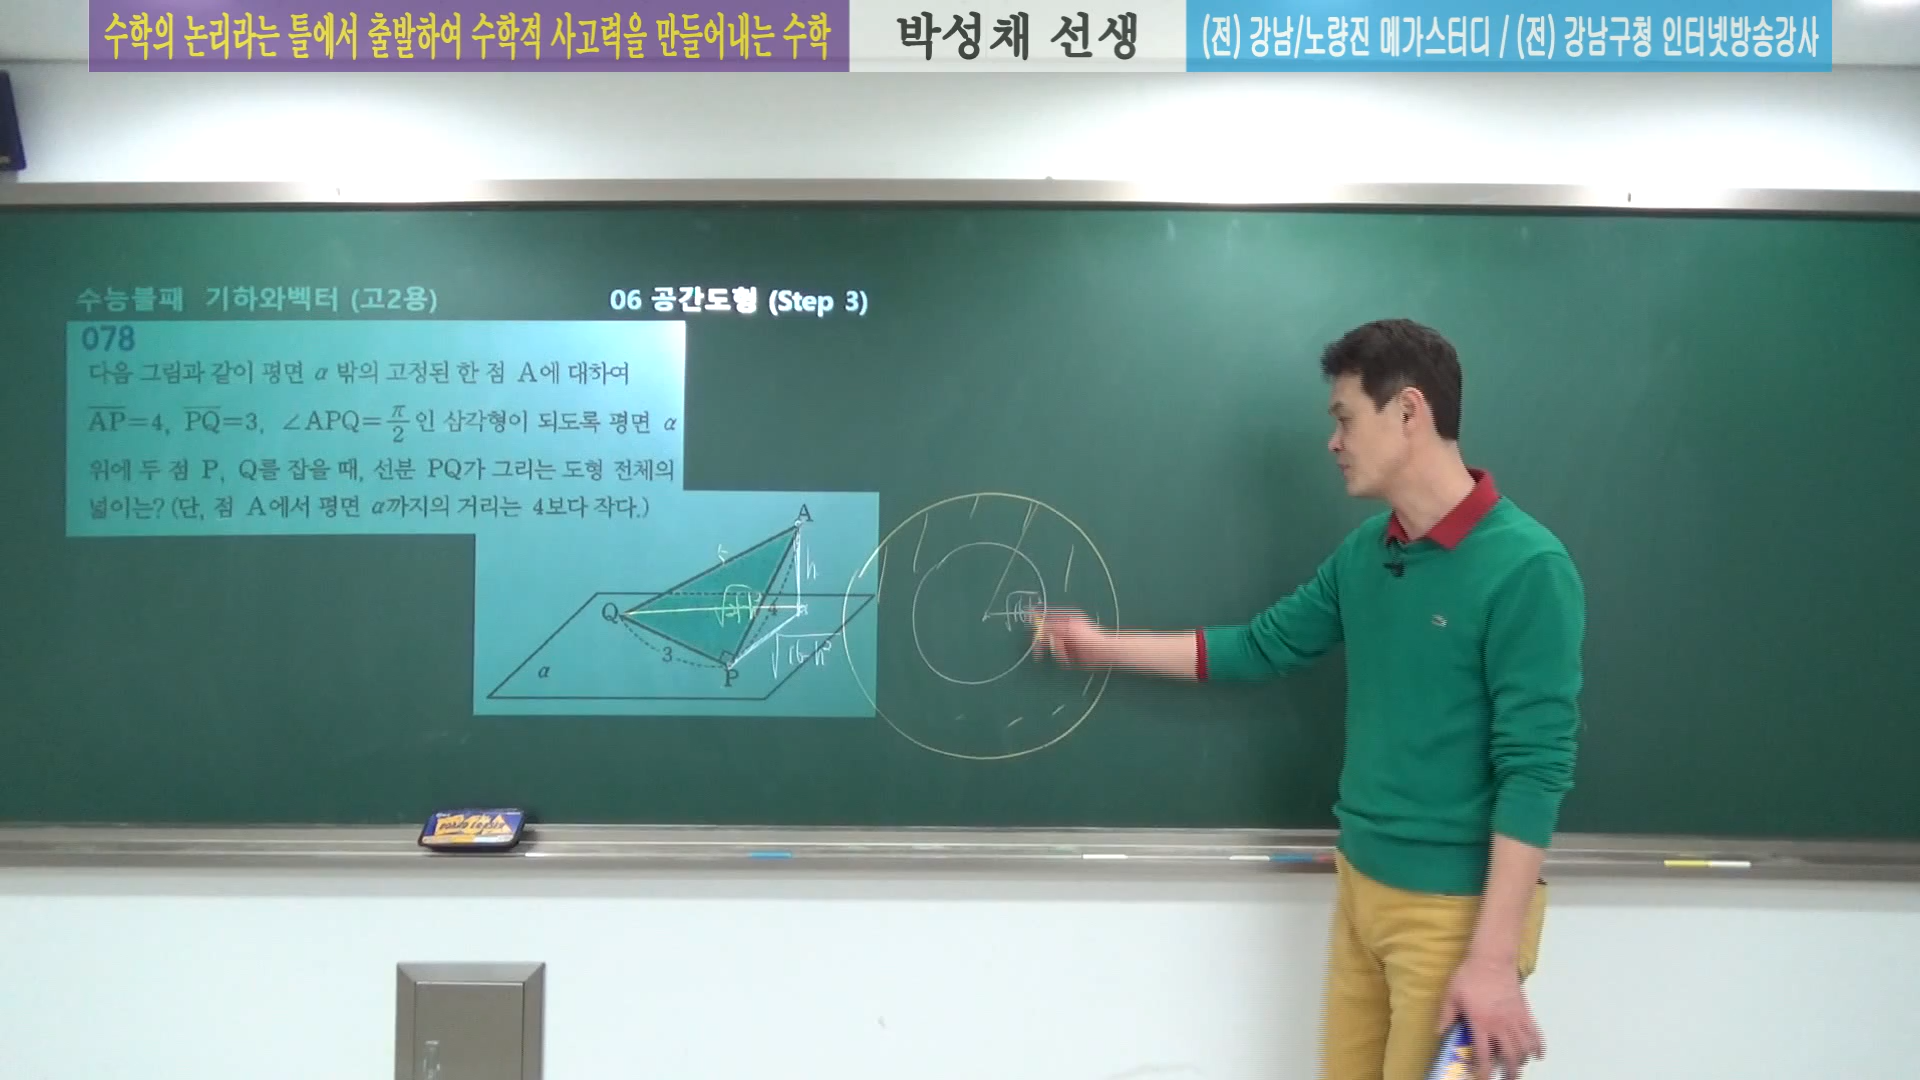 수학의 논리라는 틀에서 출발하여 수학적 사고력을 만들어내는 수학
박성채 선생
(전) 강남/노량진 메가스터디 / (전) 강남구청 인터넷방송강사
수능불패 기하와벡터 (고2용)
06 공간도형 (Step 3)
078
다음 그림과 같이 평면 α 밖의 고정된 한 점 A에 대하여
AP=4, PQ=3, ∠APQ=π/2 인 삼각형이 되도록 평면 α
위에 두 점 P, Q를 잡을 때, 선분 PQ가 그리는 도형 전체의
넓이는? (단, 점 A에서 평면 α까지의 거리는 4보다 작다.)
A
5
h
Q
4
3
√16-h²
P
α
√16-h²